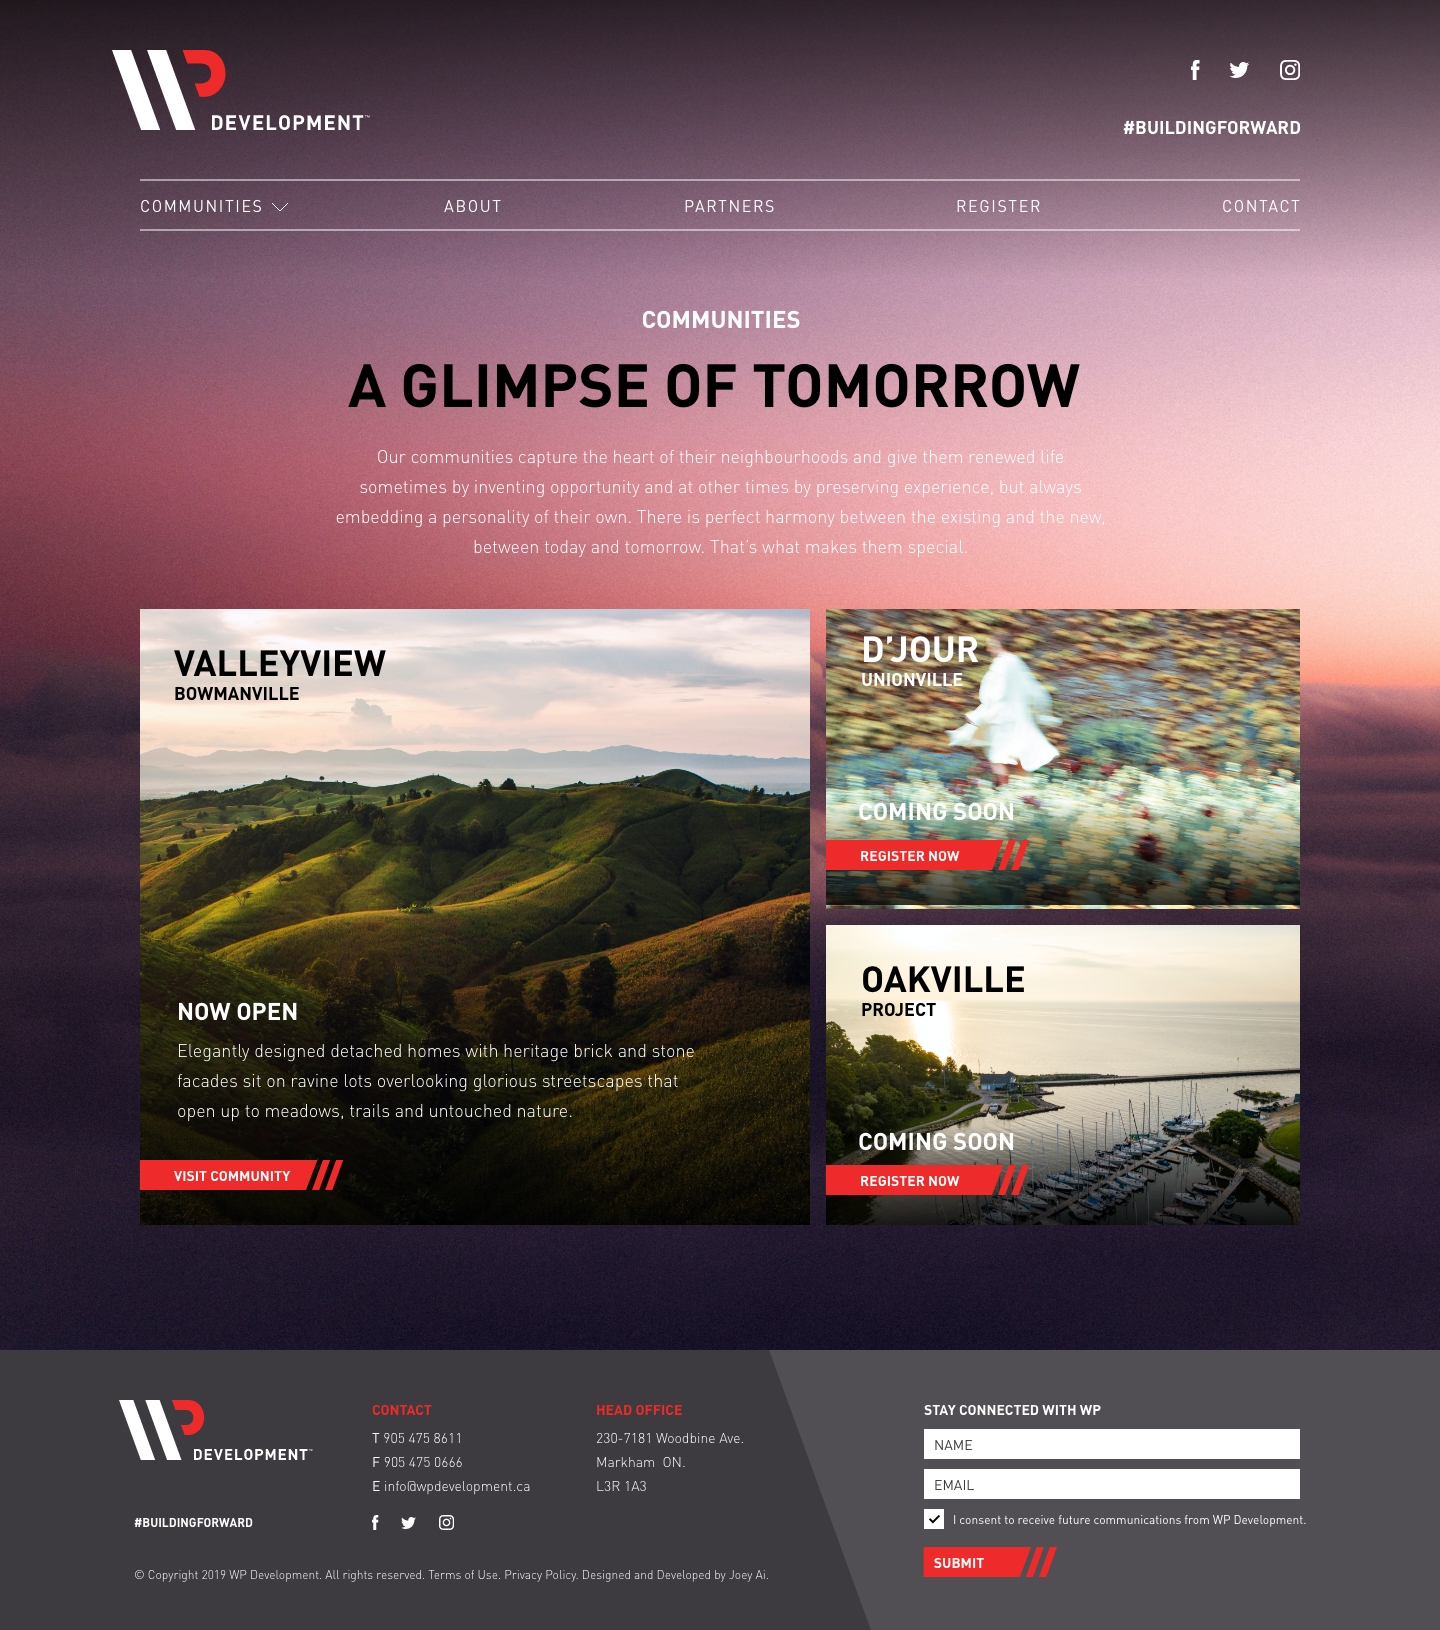 WP
DEVELOPMENT™
#BUILDINGFORWARD
COMMUNITIES
ABOUT
PARTNERS
REGISTER
CONTACT
COMMUNITIES
A GLIMPSE OF TOMORROW
Our communities capture the heart of their neighbourhoods and give them renewed life
sometimes by inventing opportunity and at other times by preserving experience, but always
embedding a personality of their own. There is perfect harmony between the existing and the new,
between today and tomorrow. That's what makes them special.
VALLEYVIEW
BOWMANVILLE
NOW OPEN
Elegantly designed detached homes with heritage brick and stone
facades sit on ravine lots overlooking glorious streetscapes that
open up to meadows, trails and untouched nature.
VISIT COMMUNITY
D'JOUR
UNIONVILLE
COMING SOON
REGISTER NOW
OAKVILLE
PROJECT
COMING SOON
REGISTER NOW
WP
DEVELOPMENT™
#BUILDINGFORWARD
CONTACT
T 905 475 8611
F 905 475 0666
E info@wpdevelopment.ca
HEAD OFFICE
230-7181 Woodbine Ave.
Markham  ON.
L3R 1A3
© Copyright 2019 WP Development. All rights reserved. Terms of Use. Privacy Policy. Designed and Developed by Joey Ai.
STAY CONNECTED WITH WP
NAME
EMAIL
I consent to receive future communications from WP Development.
SUBMIT